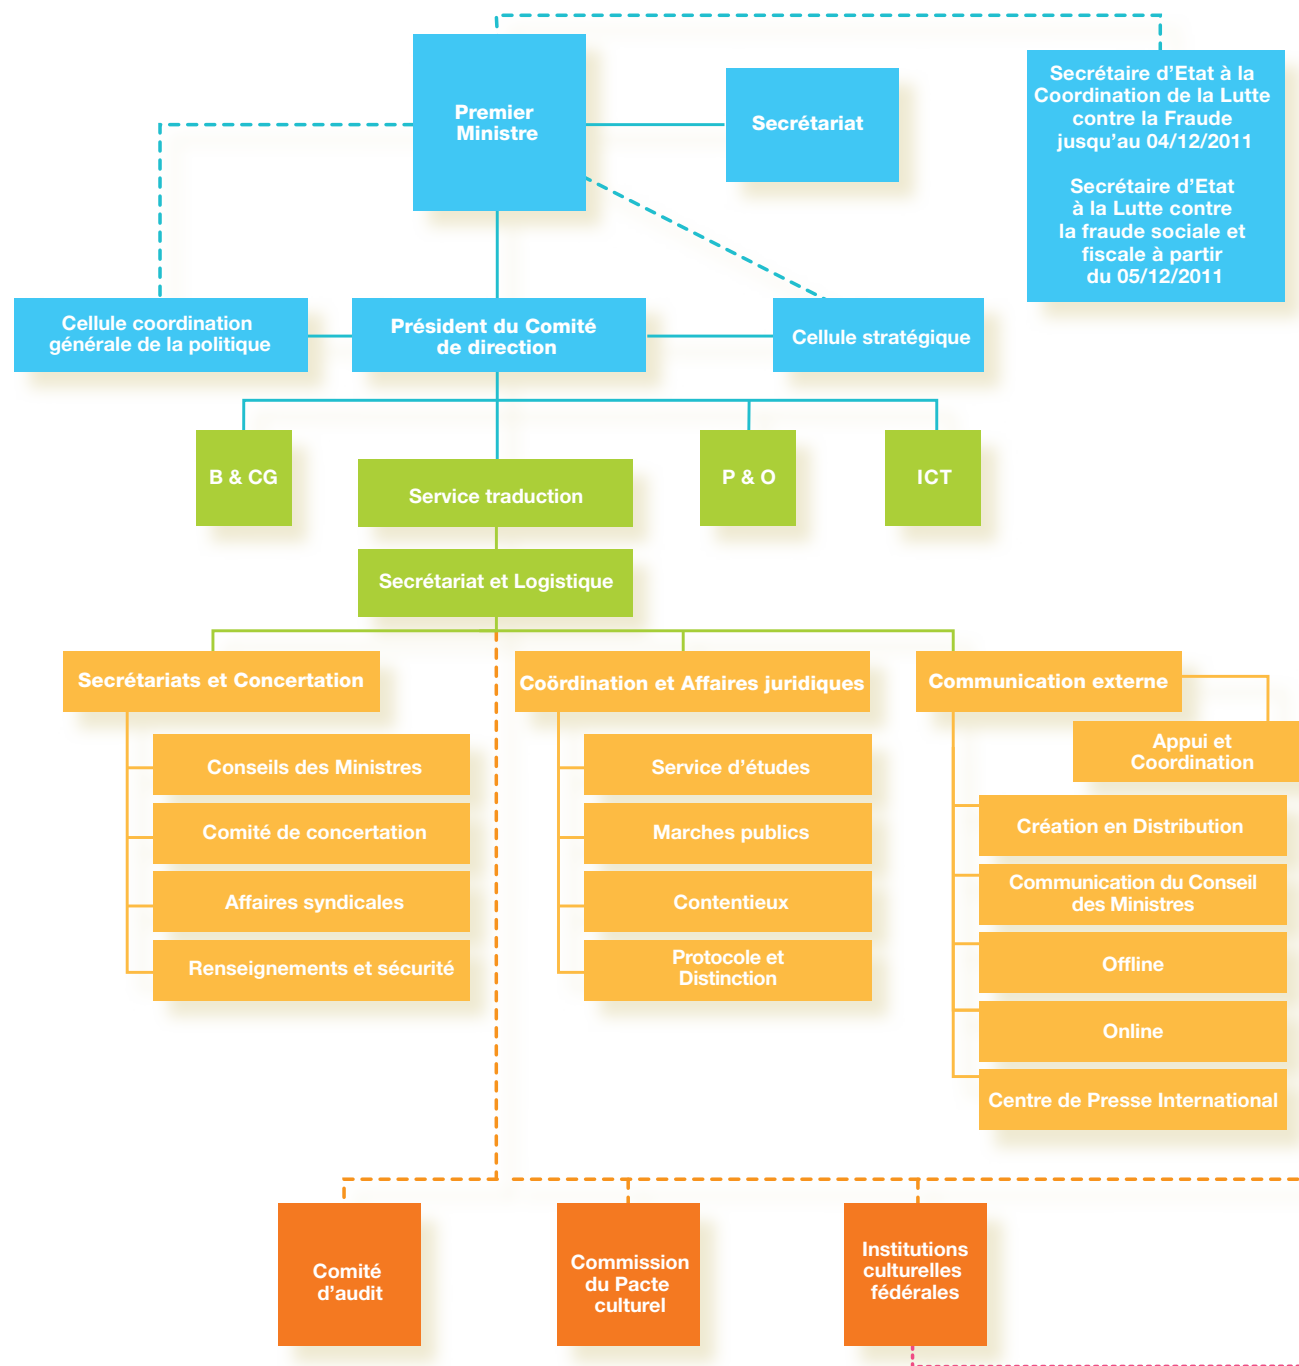 Premier
Ministre
Secrétariat
Secrétaire d'Etat à la
Coordination de la Lutte
contre la Fraude
jusqu'au 04/12/2011
Secrétaire d'Etat
à la Lutte contre
la fraude sociale et
fiscale à partir
du 05/12/2011
Cellule coordination
générale de la politique
Président du Comité
de direction
Cellule stratégique
B & CG
Service traduction
P & O
ICT
Secrétariat et Logistique
Secrétariats et Concertation
Conseils des Ministres
Comité de concertation
Affaires syndicales
Renseignements et sécurité
Coördination et Affaires juridiques
Service d'études
Marches publics
Contentieux
Protocole et
Distinction
Communication externe
Appui et
Coordination
Création en Distribution
Communication du Conseil
des Ministres
Offline
Online
Centre de Presse International
Comité
d'audit
Commission
du Pacte
culturel
Institutions
culturelles
fédérales